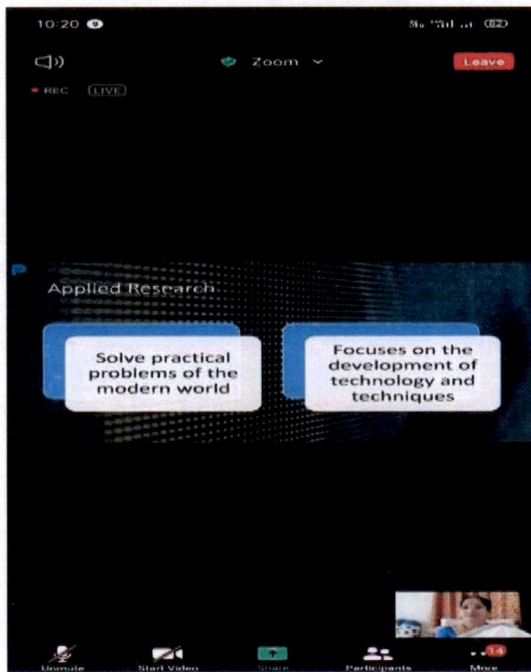 10:20
Zoom
Leave
REC LIVE
Applied Research
Solve practical
problems of the
modern world
Focuses on the
development of
technology and
techniques
14
Unmute Start Video Share Participants More